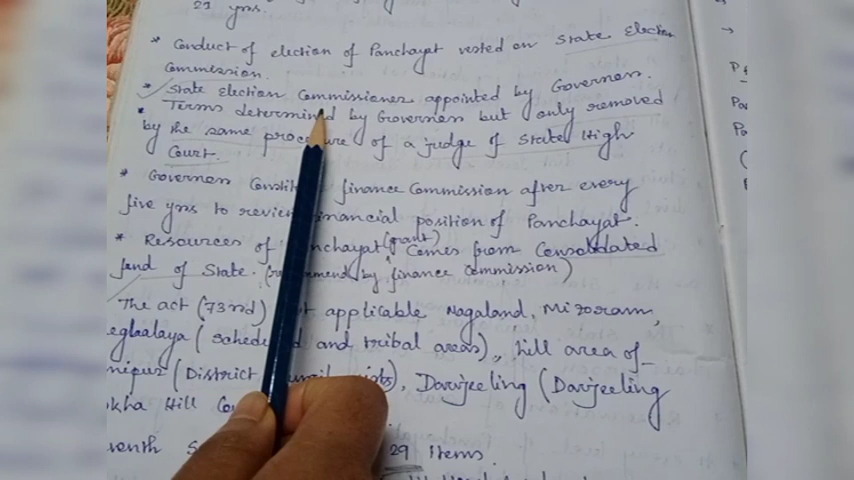 21 yrs.
* Conduct of election of Panchayat vested on State Election
Commission.
* State Election Commissioner appointed by Governor.
* Terms determined by Governor but only removed
by the same procedure of a judge of State High
Court.
* Governor Constitute finance Commission after every
five yrs to review financial position of Panchayat.
* Resources of Panchayat (grant) Comes from Consolidated
fund of State. (recommend by finance Commission)
The act (73rd) applicable Nagaland, Mizoram,
eghalaya (scheduled and tribal areas), hill area of
nipur (District Council exists), Darjeeling (Darjeeling
kha Hill Co
venth S 29 Items.